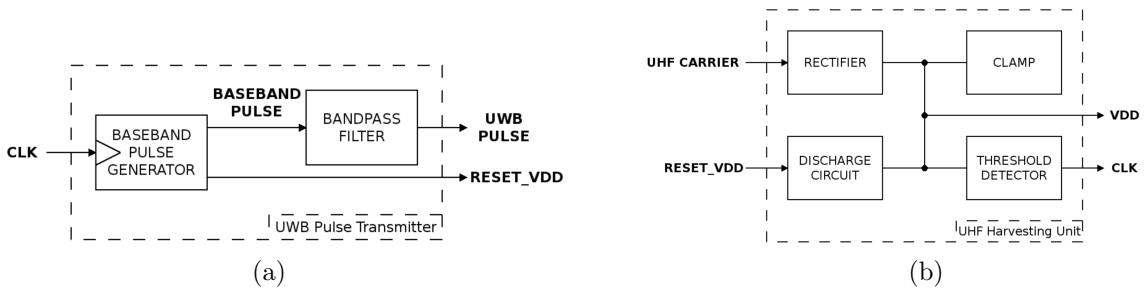 CLK
BASEBAND
PULSE
GENERATOR
BASEBAND
PULSE
BANDPASS
FILTER
UWB
PULSE
RESET_VDD
UWB Pulse Transmitter
(a)
UHF CARRIER
RECTIFIER
CLAMP
VDD
RESET_VDD
DISCHARGE
CIRCUIT
THRESHOLD
DETECTOR
CLK
UHF Harvesting Unit
(b)